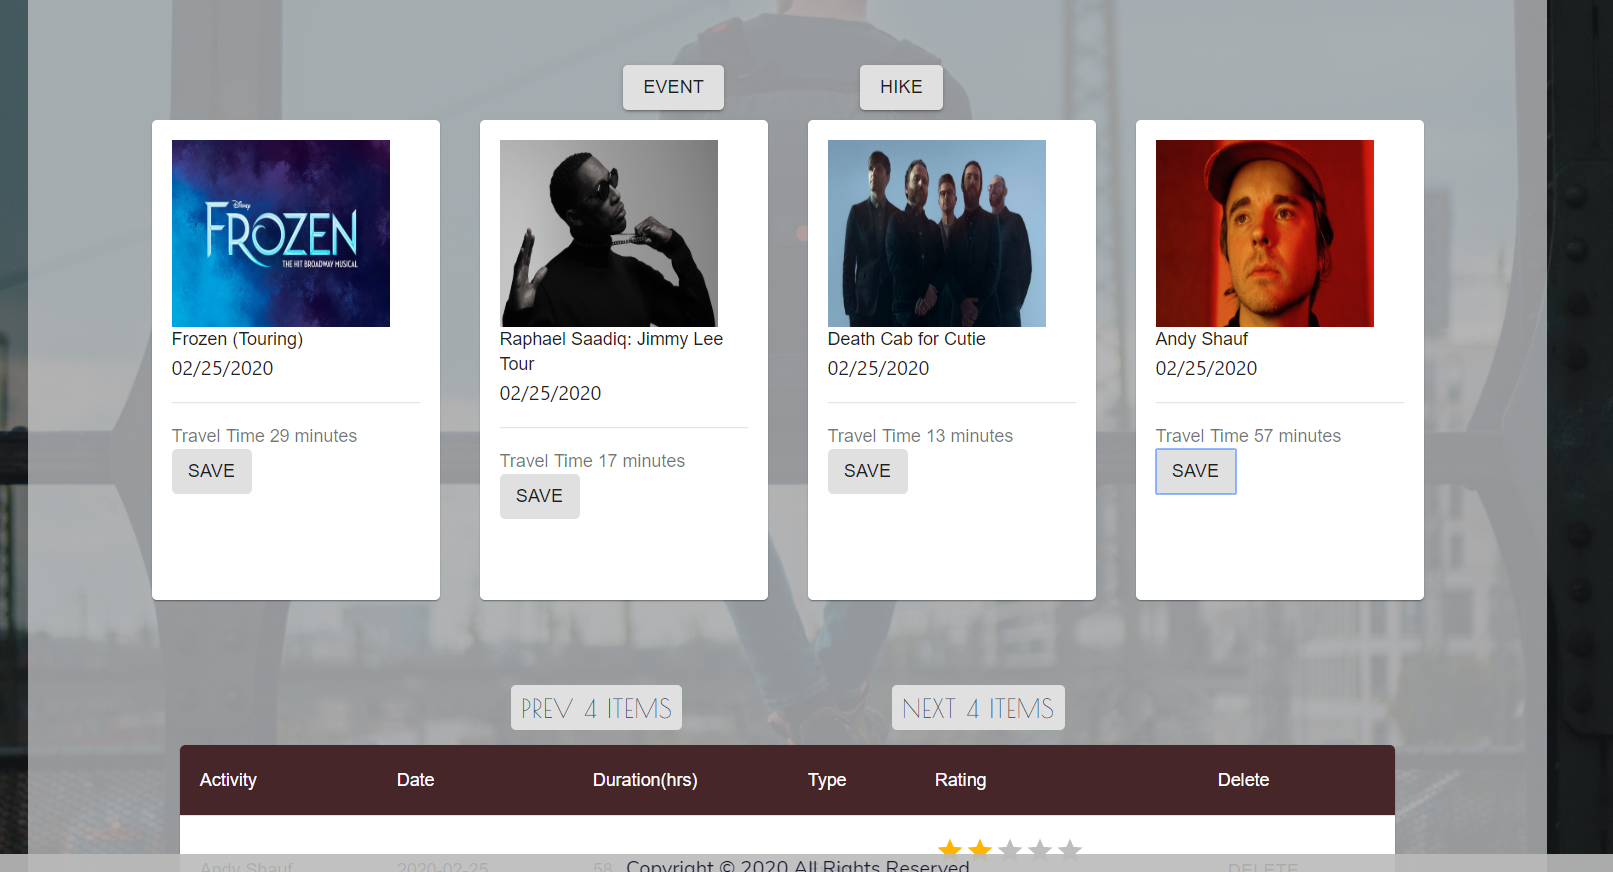 EVENT
HIKE
Disney
FROZEN
THE HIT BROADWAY MUSICAL
Frozen (Touring)
02/25/2020
Travel Time 29 minutes
SAVE
Raphael Saadiq: Jimmy Lee
Tour
02/25/2020
Travel Time 17 minutes
SAVE
Death Cab for Cutie
02/25/2020
Travel Time 13 minutes
SAVE
Andy Shauf
02/25/2020
Travel Time 57 minutes
SAVE
PREV 4 ITEMS
NEXT 4 ITEMS
Activity Date Duration(hrs) Type Rating Delete
Andy Shauf 2020-02-25 58 DELETE
Copyright © 2020 All Rights Reserved